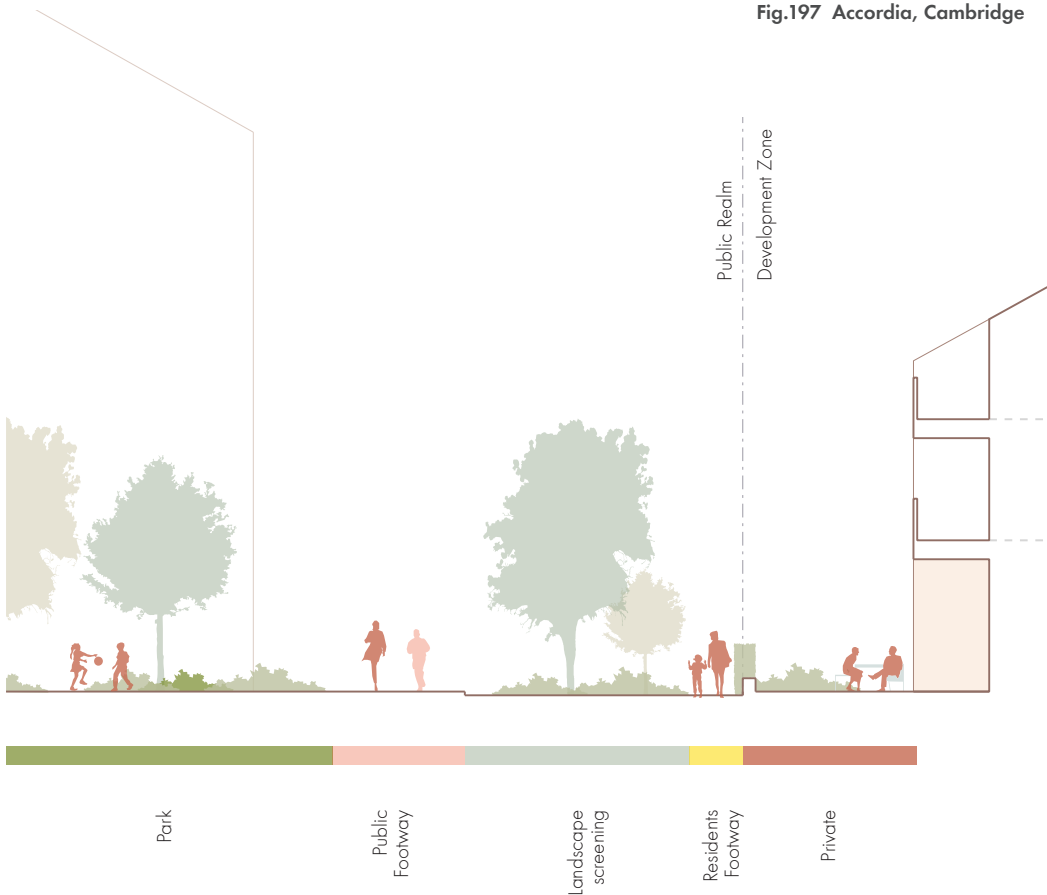 Fig.197 Accordia, Cambridge
Public Realm
Development Zone
Park
Public
Footway
Landscape
screening
Residents
Footway
Private